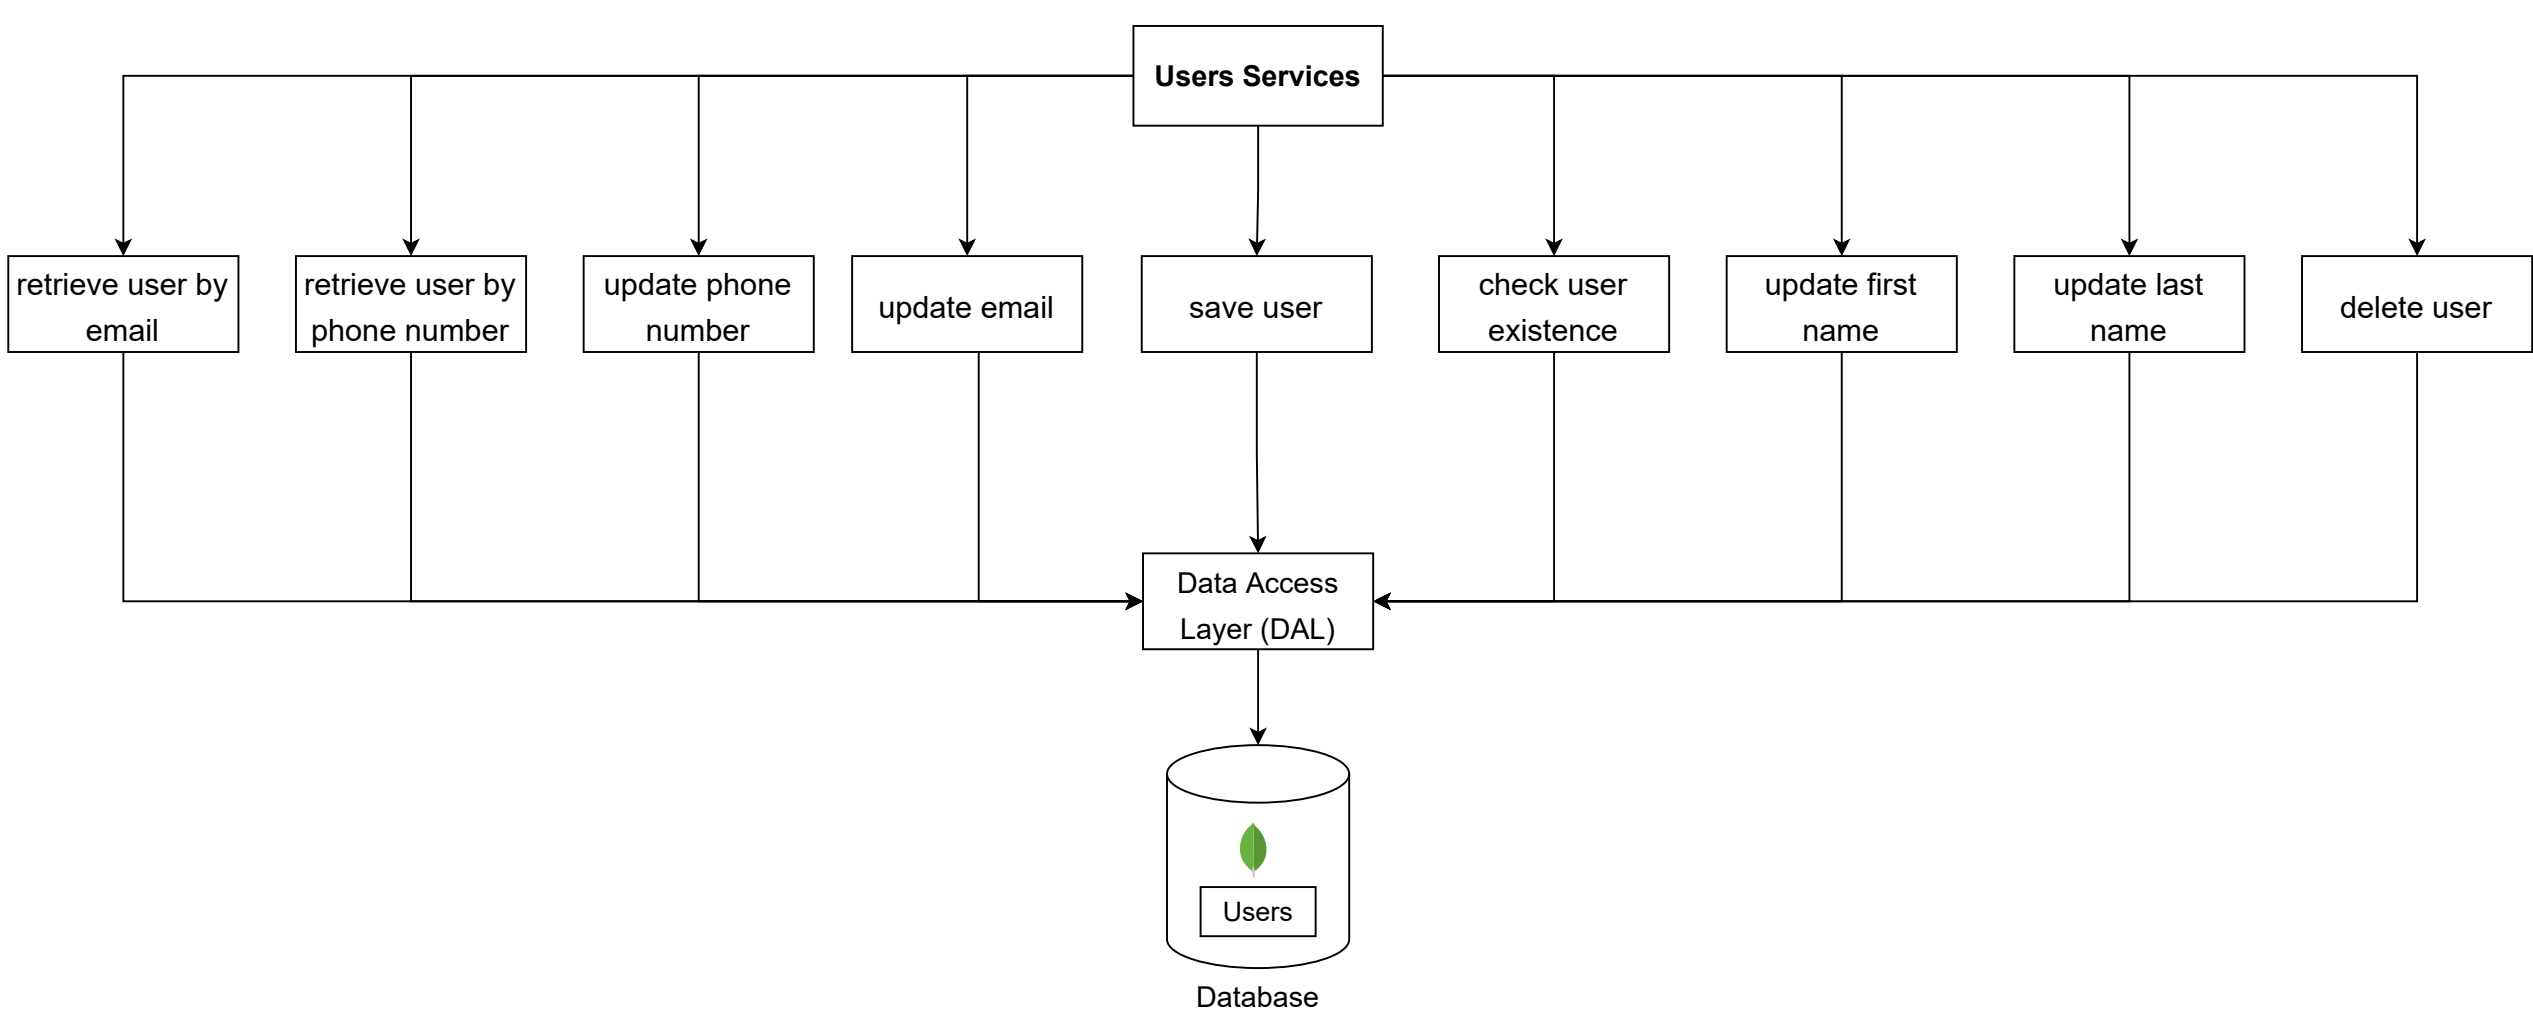 Users Services
retrieve user by
email
retrieve user by
phone number
update phone
number
update email
save user
check user
existence
update first
name
update last
name
delete user
Data Access
Layer (DAL)
Users
Database